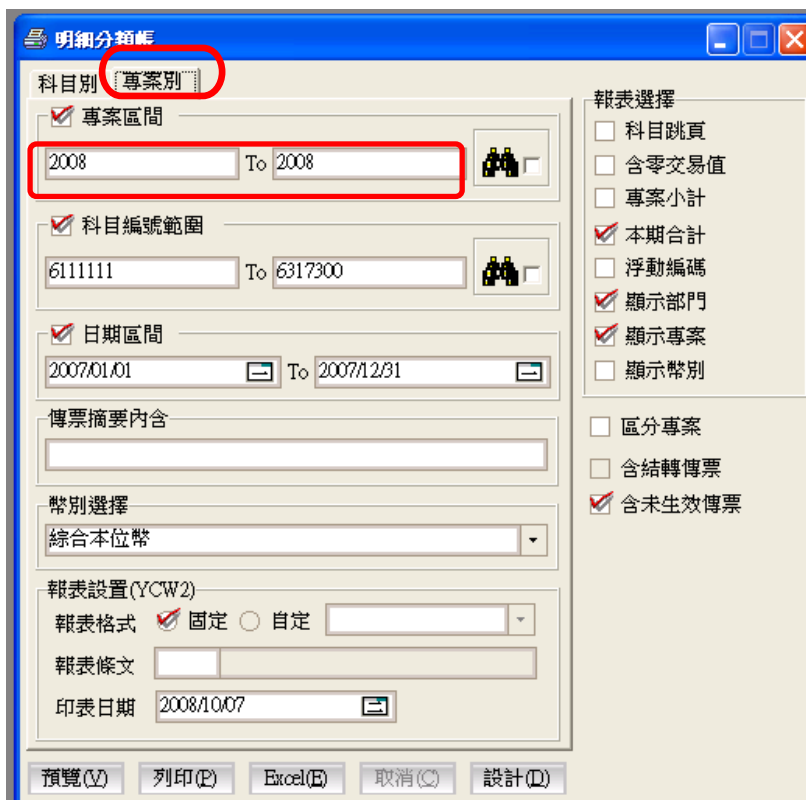 明細分類帳
科目別 專案別
專案區間
2008 To 2008
科目編號範圍
6111111 To 6317300
日期區間
2007/01/01 To 2007/12/31
傳票摘要內含
幣別選擇
綜合本位幣
報表設置(YCW2)
報表格式 固定 自定
報表條文
印表日期 2008/10/07
報表選擇
科目跳頁
含零交易值
專案小計
本期合計
浮動編碼
顯示部門
顯示專案
顯示幣別
區分專案
含結轉傳票
含未生效傳票
預覽(V) 列印(P) Excel(E) 取消(C) 設計(D)